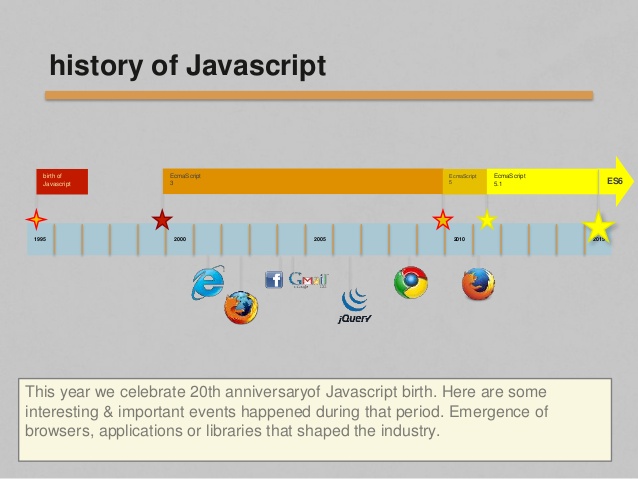 history of Javascript
birth of
Javascript
EcmaScript
3
EcmaScript
5
EcmaScript
5.1
ES6
1995
2000
2005
2010
2015
GMail
jQuery
This year we celebrate 20th anniversaryof Javascript birth. Here are some
interesting & important events happened during that period. Emergence of
browsers, applications or libraries that shaped the industry.